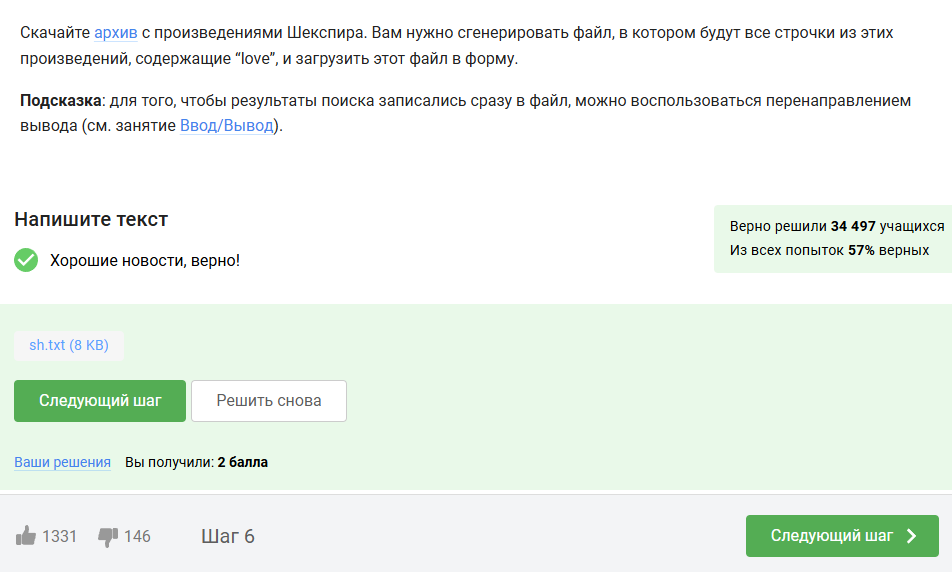 Скачайте архив с произведениями Шекспира. Вам нужно сгенерировать файл, в котором будут все строчки из этих
произведений, содержащие “love”, и загрузить этот файл в форму.
Подсказка: для того, чтобы результаты поиска записались сразу в файл, можно воспользоваться перенаправлением
вывода (см. занятие Ввод/Вывод).
Напишите текст
Верно решили 34 497 учащихся
Из всех попыток 57% верных
Хорошие новости, верно!
sh.txt (8 KB)
Следующий шаг
Решить снова
Ваши решения Вы получили: 2 балла
1331 146 Шаг 6 Следующий шаг